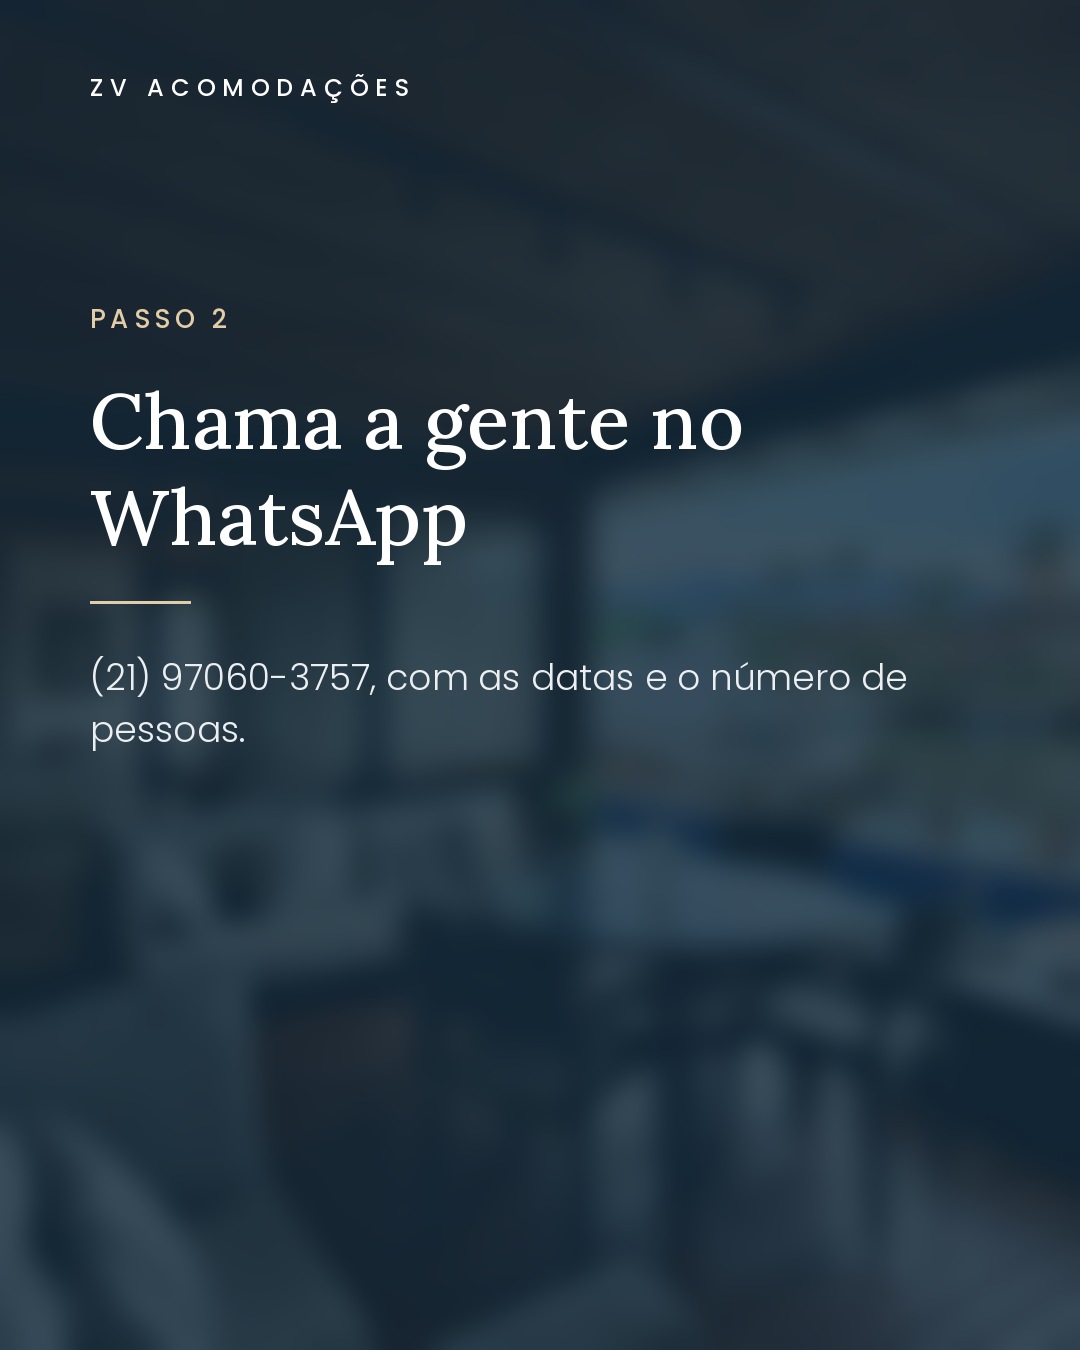 ZV ACOMODAÇÕES
PASSO 2
Chama a gente no
WhatsApp
(21) 97060-3757, com as datas e o número de
pessoas.